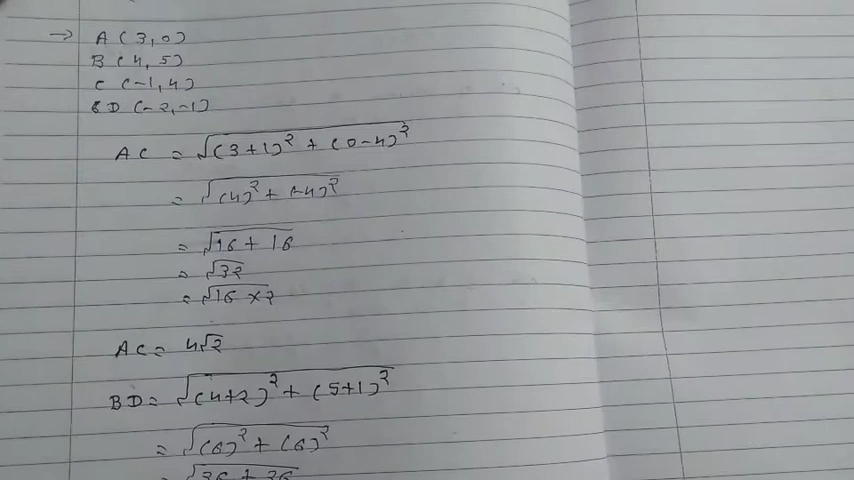 → A (3,0)
B (4,5)
C (-1,4)
D (-2,-1)
AC = √(3+1)² + (0-4)²
= √(4)² + (-4)²
= √16 + 16
= √32
= √16 × 2
AC = 4√2
BD = √(4+2)² + (5+1)²
= √(6)² + (6)²
= √36 + 36